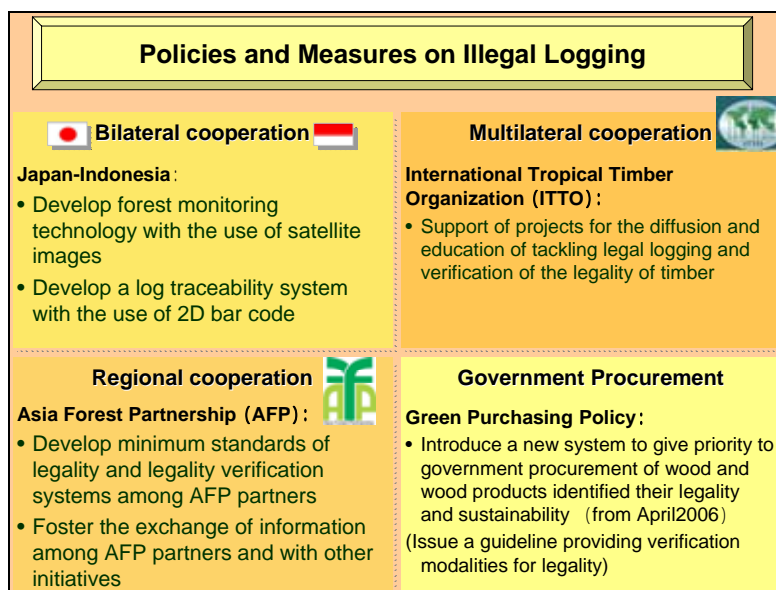 Policies and Measures on Illegal Logging
Bilateral cooperation
Japan-Indonesia:
• Develop forest monitoring
technology with the use of satellite
images
• Develop a log traceability system
with the use of 2D bar code
Multilateral cooperation
International Tropical Timber
Organization (ITTO):
• Support of projects for the diffusion and
education of tackling legal logging and
verification of the legality of timber
Regional cooperation
AFP
Asia Forest Partnership (AFP):
• Develop minimum standards of
legality and legality verification
systems among AFP partners
• Foster the exchange of information
among AFP partners and with other
initiatives
Government Procurement
Green Purchasing Policy:
• Introduce a new system to give priority to
government procurement of wood and
wood products identified their legality
and sustainability (from April2006)
(Issue a guideline providing verification
modalities for legality)